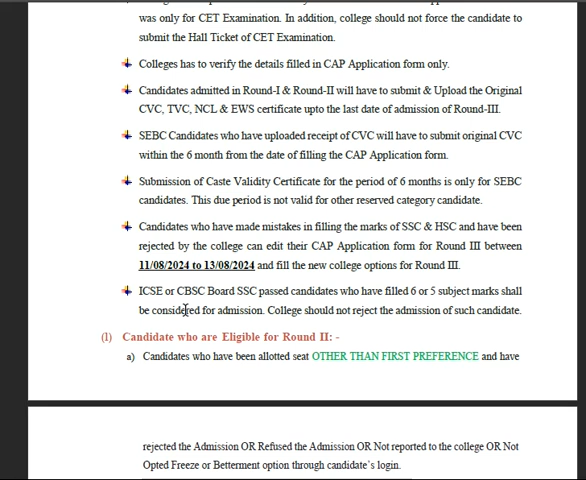 was only for CET Examination. In addition, college should not force the candidate to
submit the Hall Ticket of CET Examination.
Colleges has to verify the details filled in CAP Application form only.
Candidates admitted in Round-I & Round-II will have to submit & Upload the Original
CVC, TVC, NCL & EWS certificate upto the last date of admission of Round-III.
SEBC Candidates who have uploaded receipt of CVC will have to submit original CVC
within the 6 month from the date of filling the CAP Application form.
Submission of Caste Validity Certificate for the period of 6 months is only for SEBC
candidates. This due period is not valid for other reserved category candidate.
Candidates who have made mistakes in filling the marks of SSC & HSC and have been
rejected by the college can edit their CAP Application form for Round III between
11/08/2024 to 13/08/2024 and fill the new college options for Round III.
ICSE or CBSC Board SSC passed candidates who have filled 6 or 5 subject marks shall
be considered for admission. College should not reject the admission of such candidate.
(l) Candidate who are Eligible for Round II: -
a) Candidates who have been allotted seat OTHER THAN FIRST PREFERENCE and have
rejected the Admission OR Refused the Admission OR Not reported to the college OR Not
Opted Freeze or Betterment option through candidate's login.